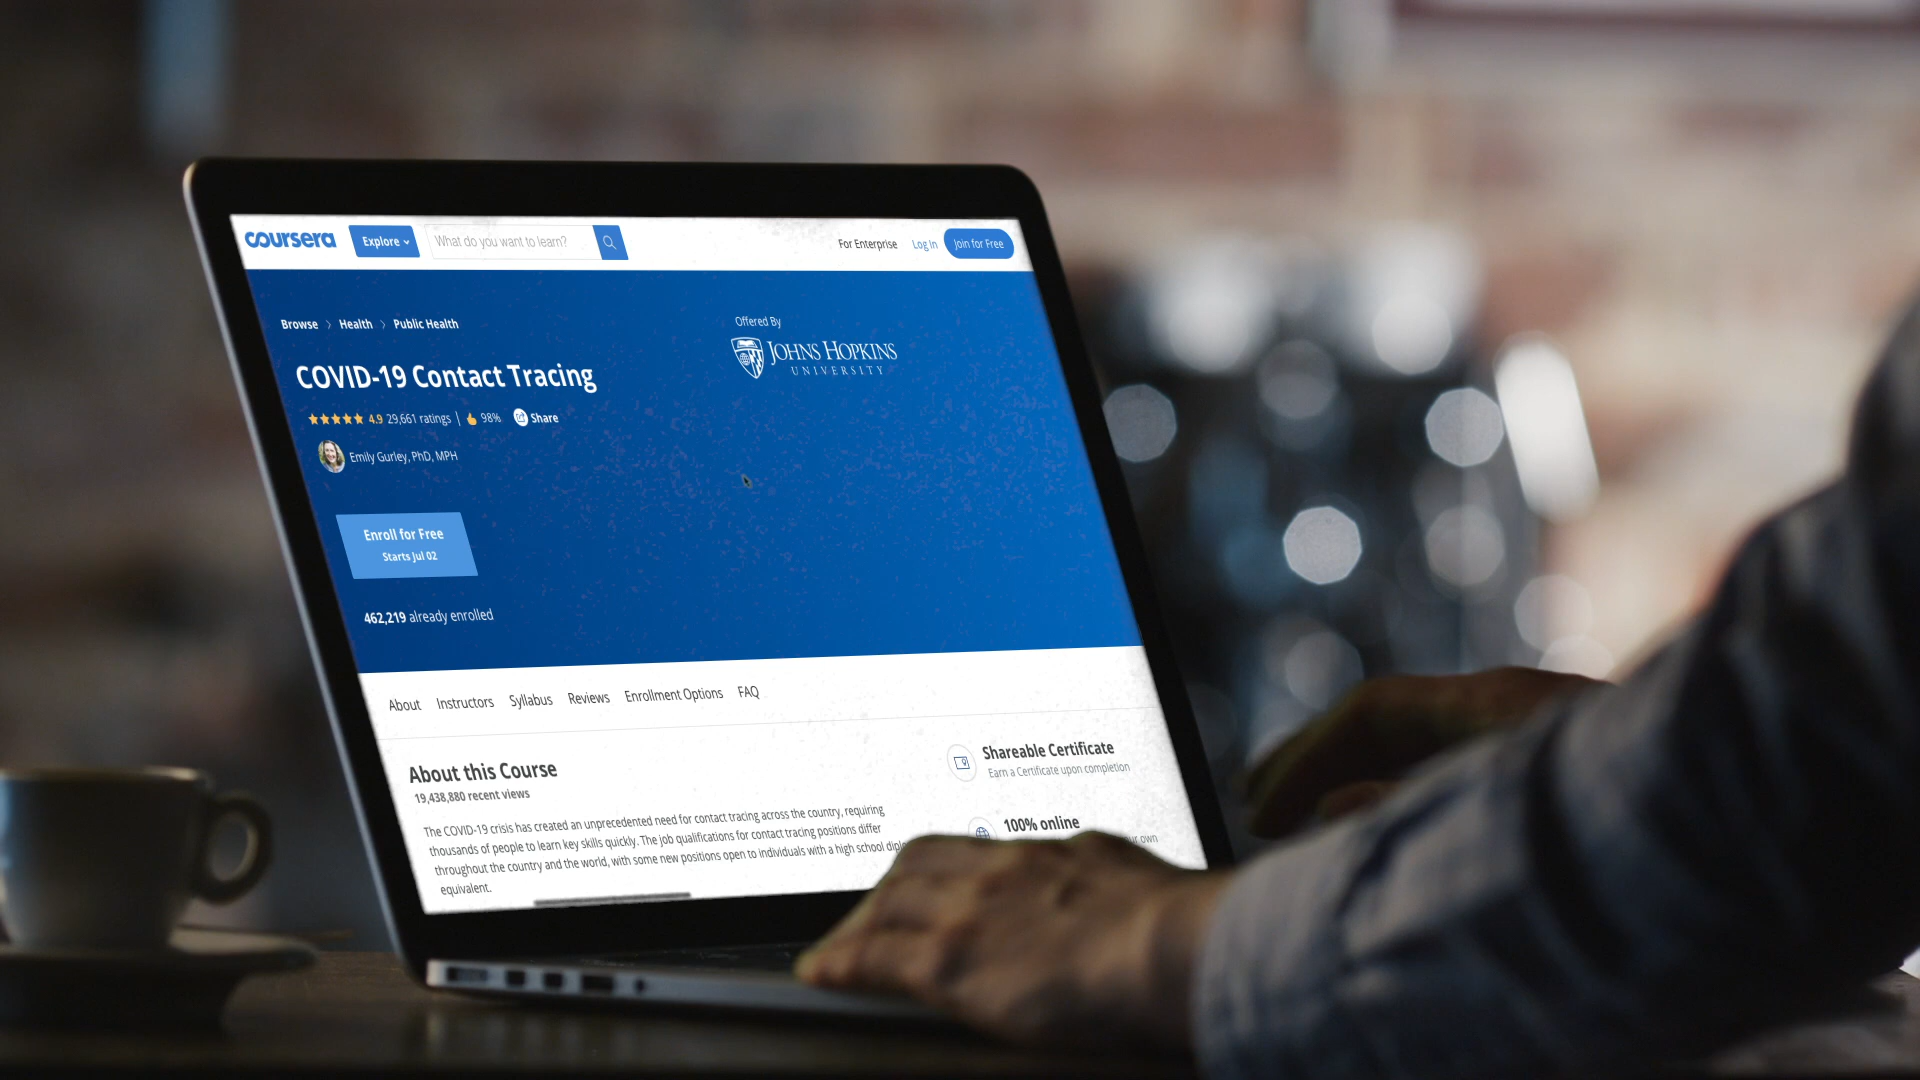 coursera Explore What do you want to learn? For Enterprise Log In Join for Free
Browse > Health > Public Health
Offered By
JOHNS HOPKINS
UNIVERSITY
COVID-19 Contact Tracing
4.9 29,661 ratings | 98% Share
Emily Gurley, PhD, MPH
Enroll for Free
Starts Jul 02
462,219 already enrolled
About Instructors Syllabus Reviews Enrollment Options FAQ
About this Course
19,438,880 recent views
The COVID-19 crisis has created an unprecedented need for contact tracing across the country, requiring
thousands of people to learn key skills quickly. The job qualifications for contact tracing positions differ
throughout the country and the world, with some new positions open to individuals with a high school
equivalent.
Shareable Certificate
Earn a Certificate upon completion
100% online
own